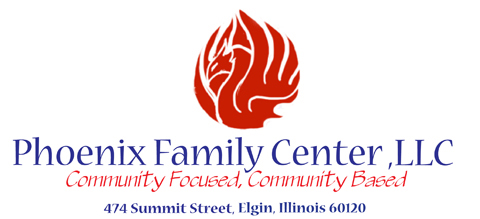 Phoenix Family Center ,LLC
Community Focused, Community Based
474 Summit Street, Elgin, Illinois 60120